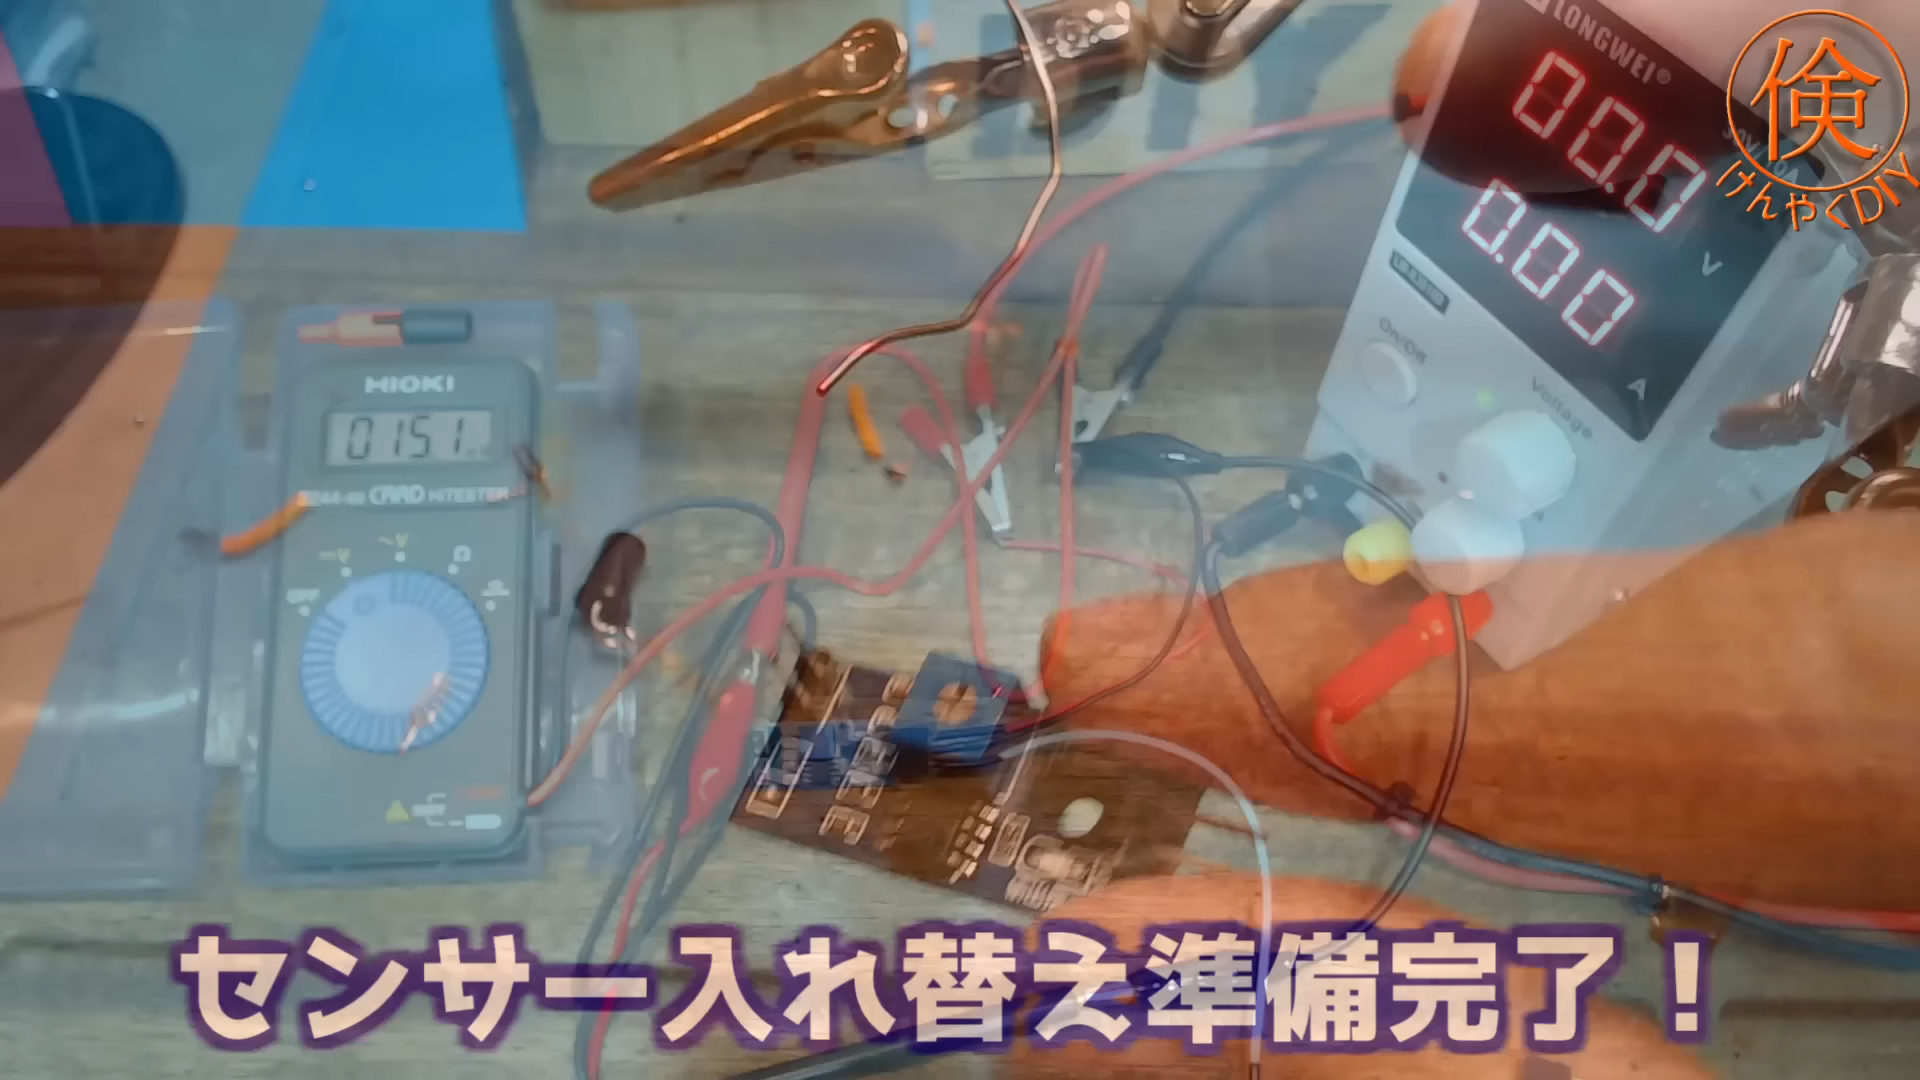 LONGWEI®
倹
けんやくDIY
00.0
V
0.00
A
On/Off
Voltage
HIOKI
0151
CARD HiTESTER
OFF
V
~V
Ω
センサー入れ替え準備完了！